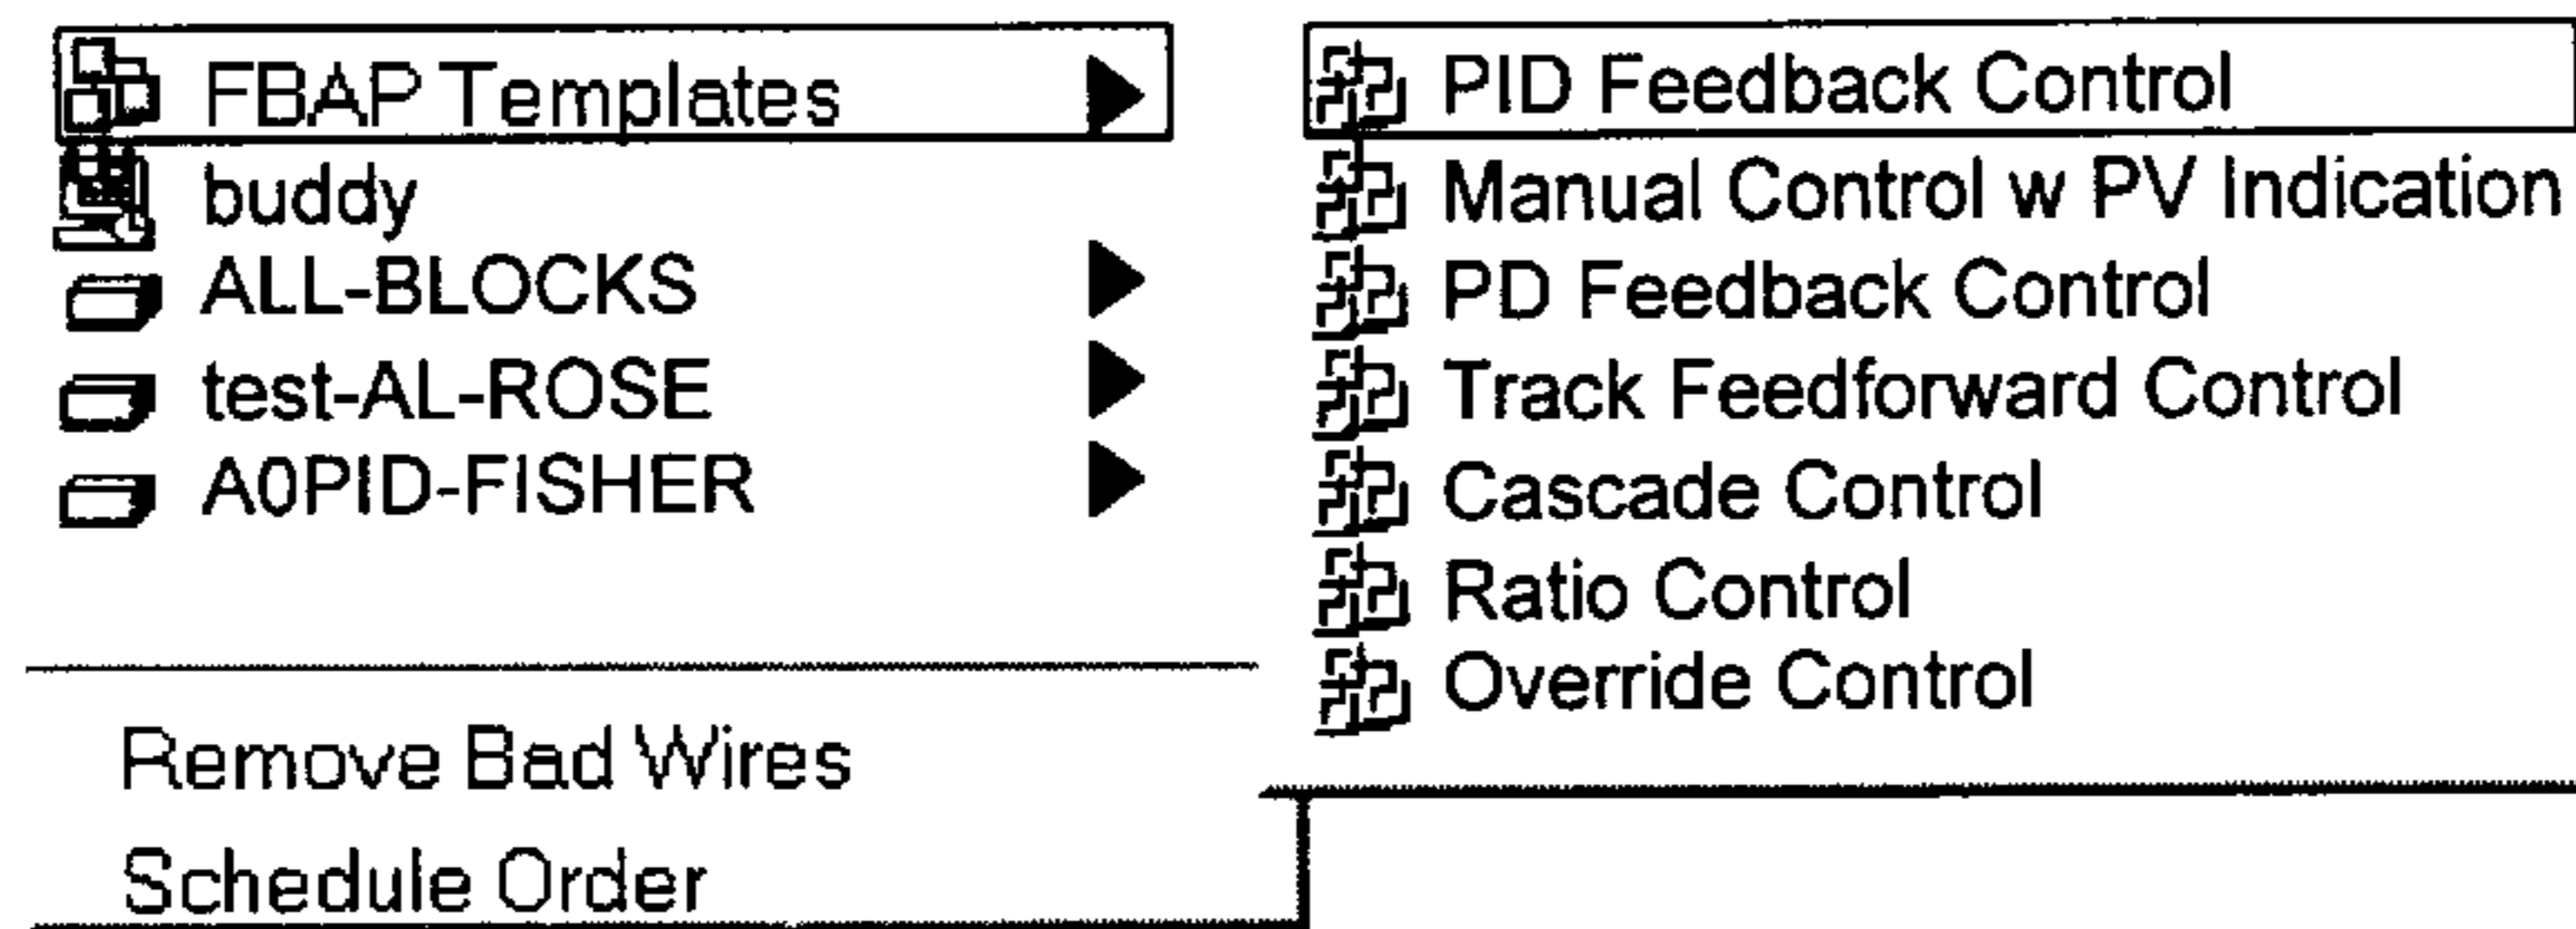 FBAP Templates
buddy
ALL-BLOCKS
test-AL-ROSE
A0PID-FISHER
Remove Bad Wires
Schedule Order
PID Feedback Control
Manual Control w PV Indication
PD Feedback Control
Track Feedforward Control
Cascade Control
Ratio Control
Override Control